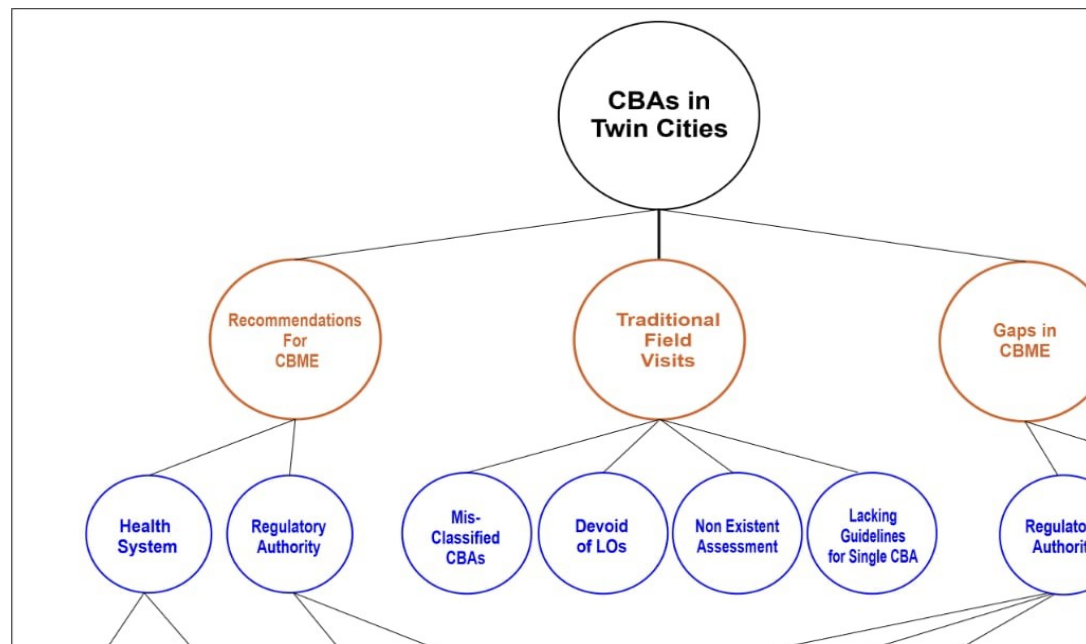 CBAs in
Twin Cities
Recommendations
For
CBME
Traditional
Field
Visits
Gaps in
CBME
Health
System
Regulatory
Authority
Mis-
Classified
CBAs
Devoid
of LOs
Non Existent
Assessment
Lacking
Guidelines
for Single CBA